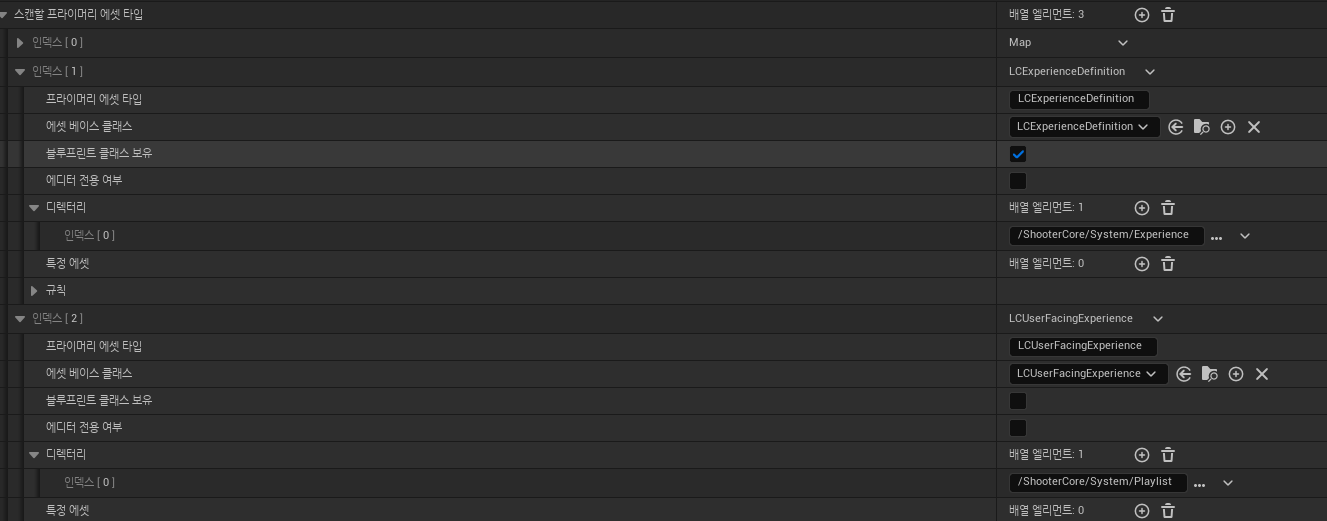 스캔할 프라이머리 에셋 타입 배열 엘리먼트: 3
인덱스 [ 0 ] Map
인덱스 [ 1 ] LCExperienceDefinition
프라이머리 에셋 타입 LCExperienceDefinition
에셋 베이스 클래스 LCExperienceDefinition
블루프린트 클래스 보유
에디터 전용 여부
디렉터리 배열 엘리먼트: 1
인덱스 [ 0 ] /ShooterCore/System/Experience ...
특정 에셋 배열 엘리먼트: 0
규칙
인덱스 [ 2 ] LCUserFacingExperience
프라이머리 에셋 타입 LCUserFacingExperience
에셋 베이스 클래스 LCUserFacingExperience
블루프린트 클래스 보유
에디터 전용 여부
디렉터리 배열 엘리먼트: 1
인덱스 [ 0 ] /ShooterCore/System/Playlist ...
특정 에셋 배열 엘리먼트: 0